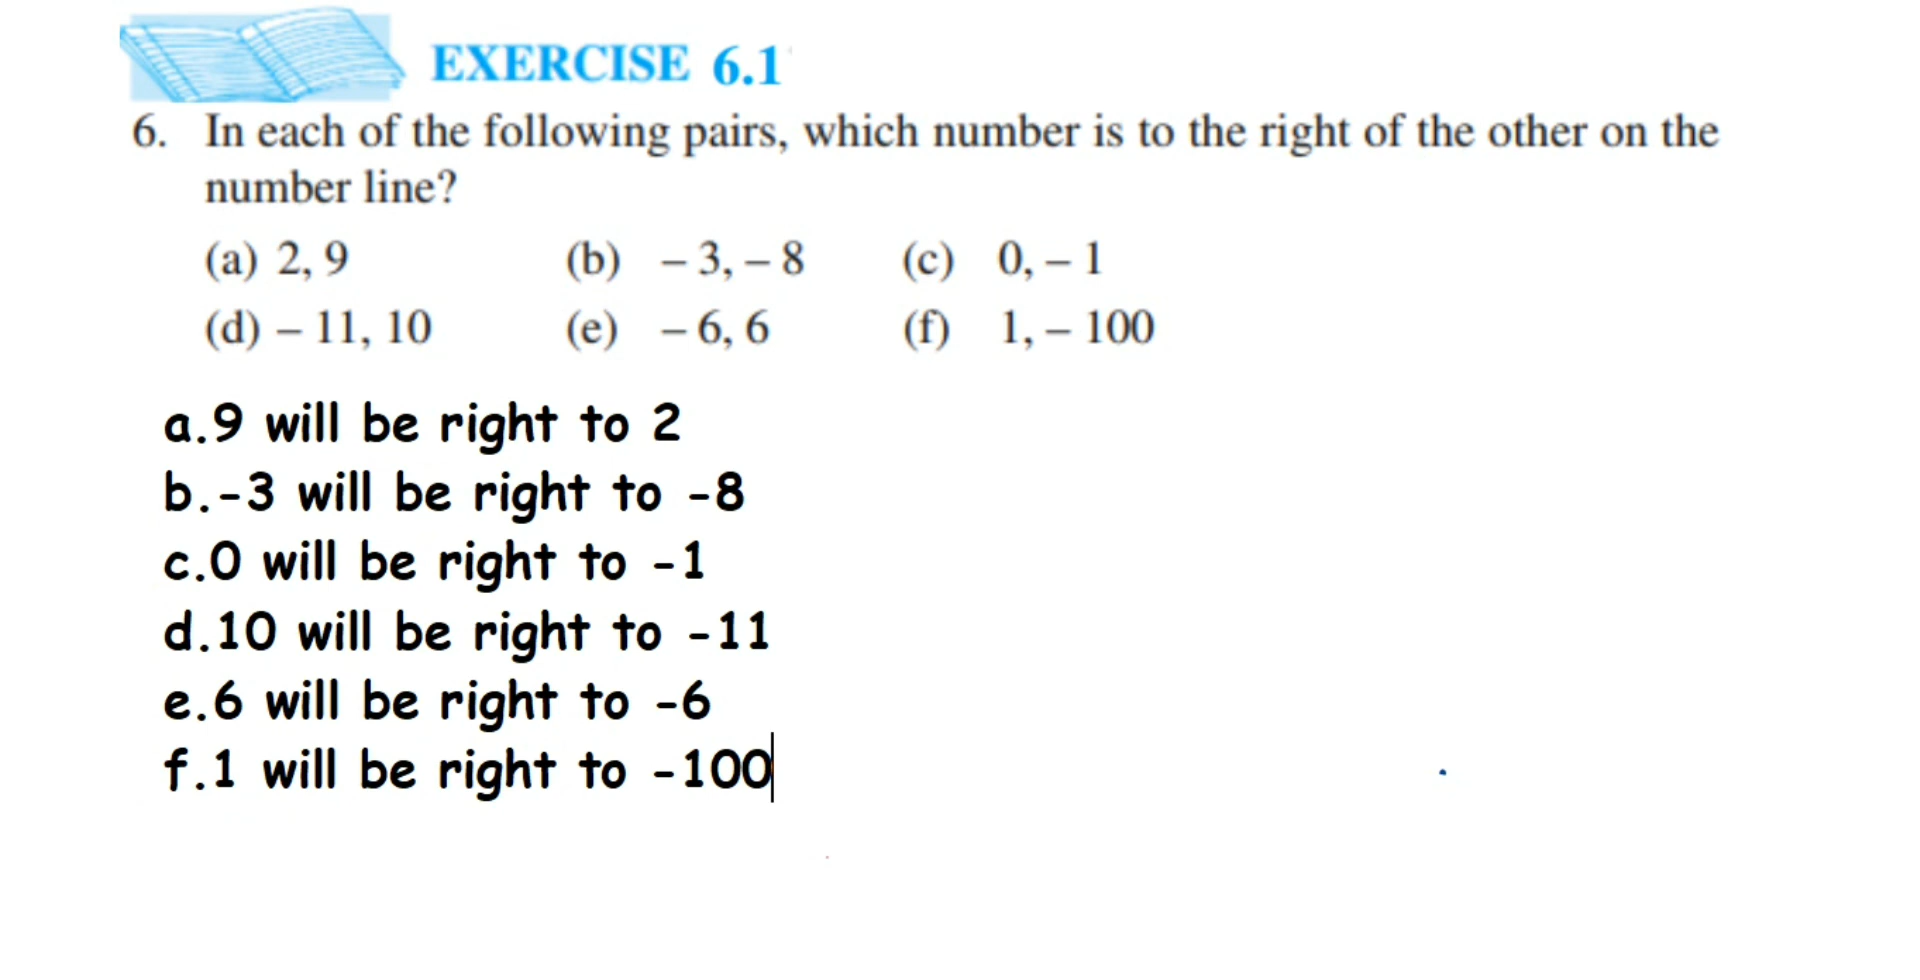 EXERCISE 6.1
6. In each of the following pairs, which number is to the right of the other on the
number line?
(a) 2, 9 (b) – 3, – 8 (c) 0, – 1
(d) – 11, 10 (e) – 6, 6 (f) 1, – 100
a.9 will be right to 2
b.-3 will be right to -8
c.0 will be right to -1
d.10 will be right to -11
e.6 will be right to -6
f.1 will be right to -100